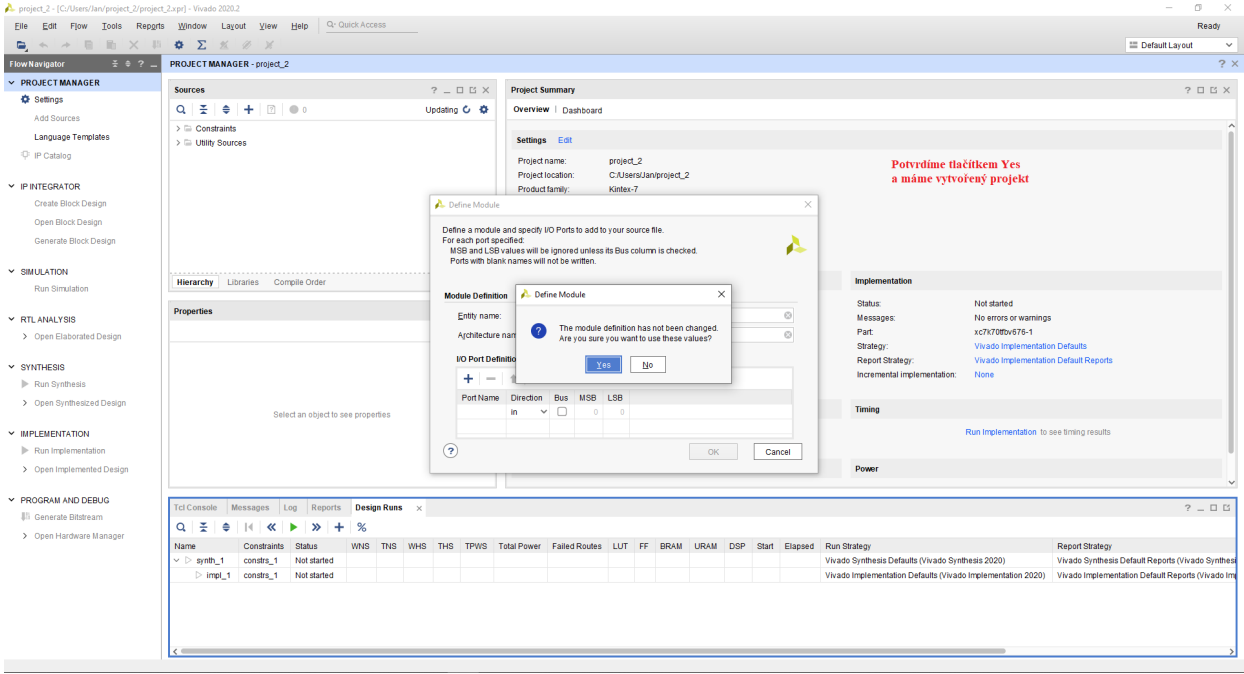 project_2 - [C:/Users/Jan/project_2/project_2.xpr] - Vivado 2020.2
File Edit Flow Tools Reports Window Layout View Help Quick Access
Ready
Default Layout
Flow Navigator
PROJECT MANAGER - project_2
PROJECT MANAGER
Settings
Add Sources
Language Templates
IP Catalog
IP INTEGRATOR
Create Block Design
Open Block Design
Generate Block Design
SIMULATION
Run Simulation
RTL ANALYSIS
Open Elaborated Design
SYNTHESIS
Run Synthesis
Open Synthesized Design
IMPLEMENTATION
Run Implementation
Open Implemented Design
PROGRAM AND DEBUG
Generate Bitstream
Open Hardware Manager
Sources
0
Updating
Constraints
Utility Sources
Hierarchy Libraries Compile Order
Properties
Select an object to see properties
Project Summary
Overview | Dashboard
Settings Edit
Project name: project_2
Project location: C:/Users/Jan/project_2
Product family: Kintex-7
Potvrdíme tlačítkem Yes
a máme vytvořený projekt
Define Module
Define a module and specify I/O Ports to add to your source file.
For each port specified:
MSB and LSB values will be ignored unless its Bus column is checked.
Ports with blank names will not be written.
Module Definition
Entity name:
Architecture nam
I/O Port Definitio
Port Name Direction Bus MSB LSB
in 0 0
OK Cancel
Define Module
The module definition has not been changed.
Are you sure you want to use these values?
Yes No
Implementation
Status: Not started
Messages: No errors or warnings
Part: xc7k70tfbv676-1
Strategy: Vivado Implementation Defaults
Report Strategy: Vivado Implementation Default Reports
Incremental implementation: None
Timing
Run Implementation to see timing results
Power
Tcl Console Messages Log Reports Design Runs
Name Constraints Status WNS TNS WHS THS TPWS Total Power Failed Routes LUT FF BRAM URAM DSP Start Elapsed Run Strategy Report Strategy
synth_1 constrs_1 Not started Vivado Synthesis Defaults (Vivado Synthesis 2020) Vivado Synthesis Default Reports (Vivado Synthesi
impl_1 constrs_1 Not started Vivado Implementation Defaults (Vivado Implementation 2020) Vivado Implementation Default Reports (Vivado Imp